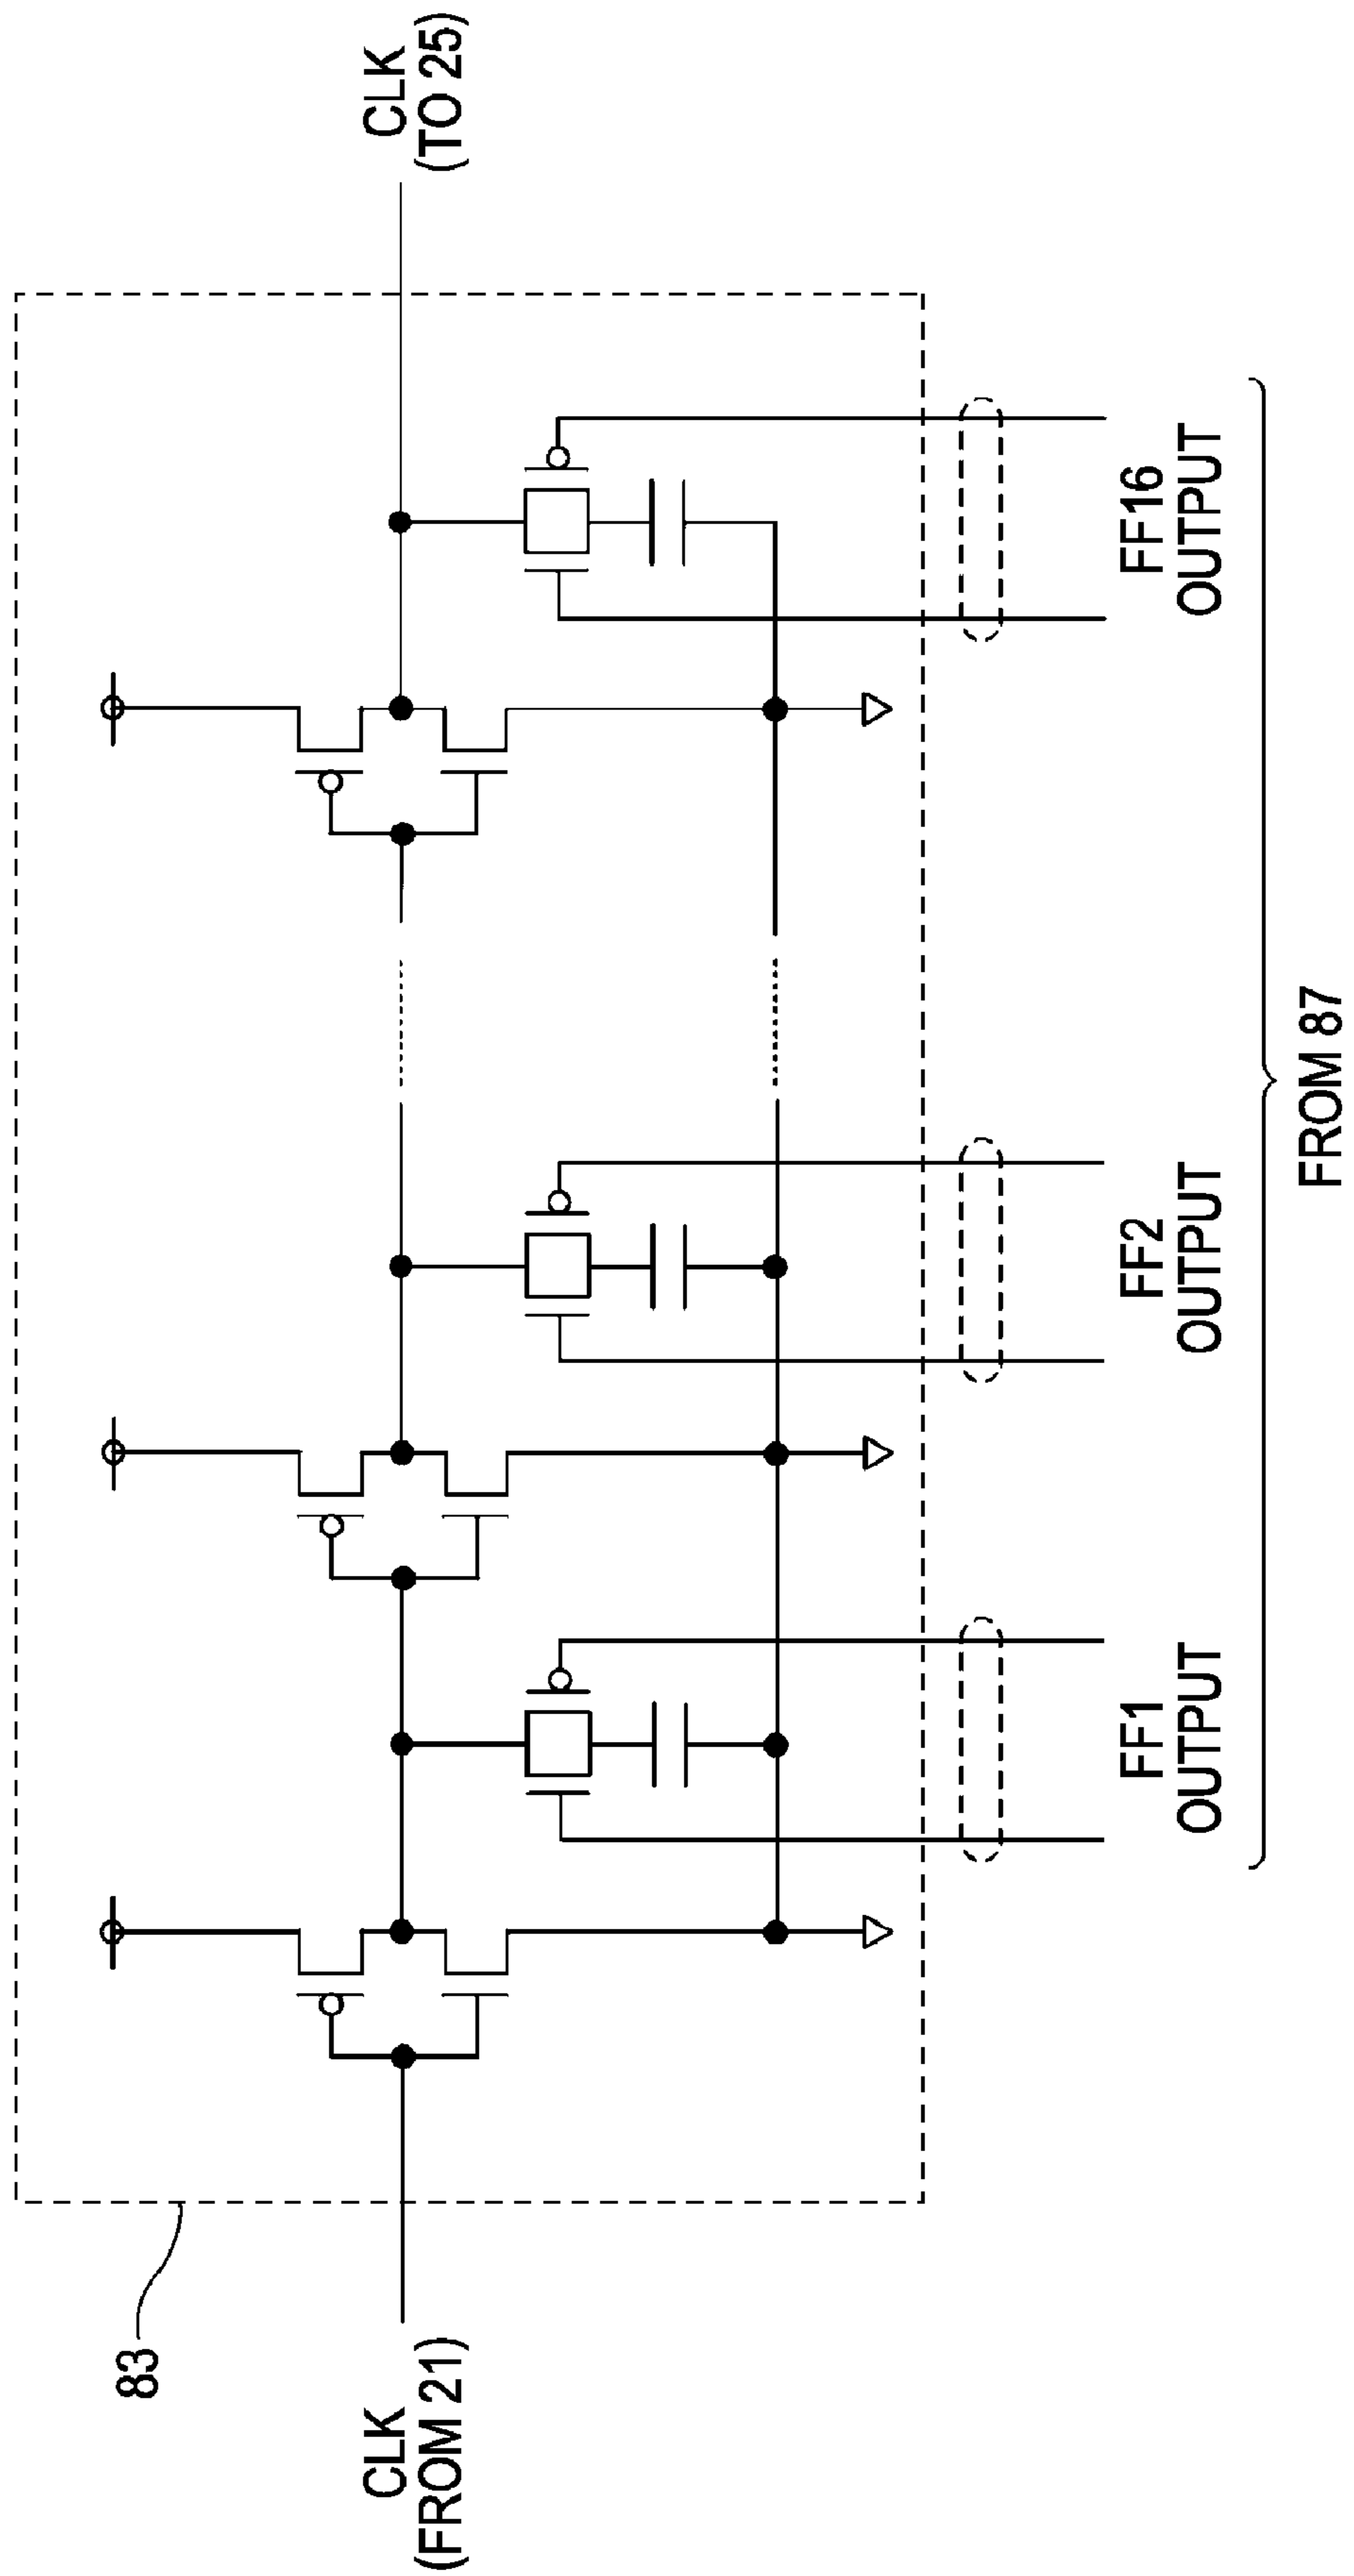 83
CLK
(FROM 21)
CLK
(TO 25)
FF1
OUTPUT
FF2
OUTPUT
FF16
OUTPUT
FROM 87